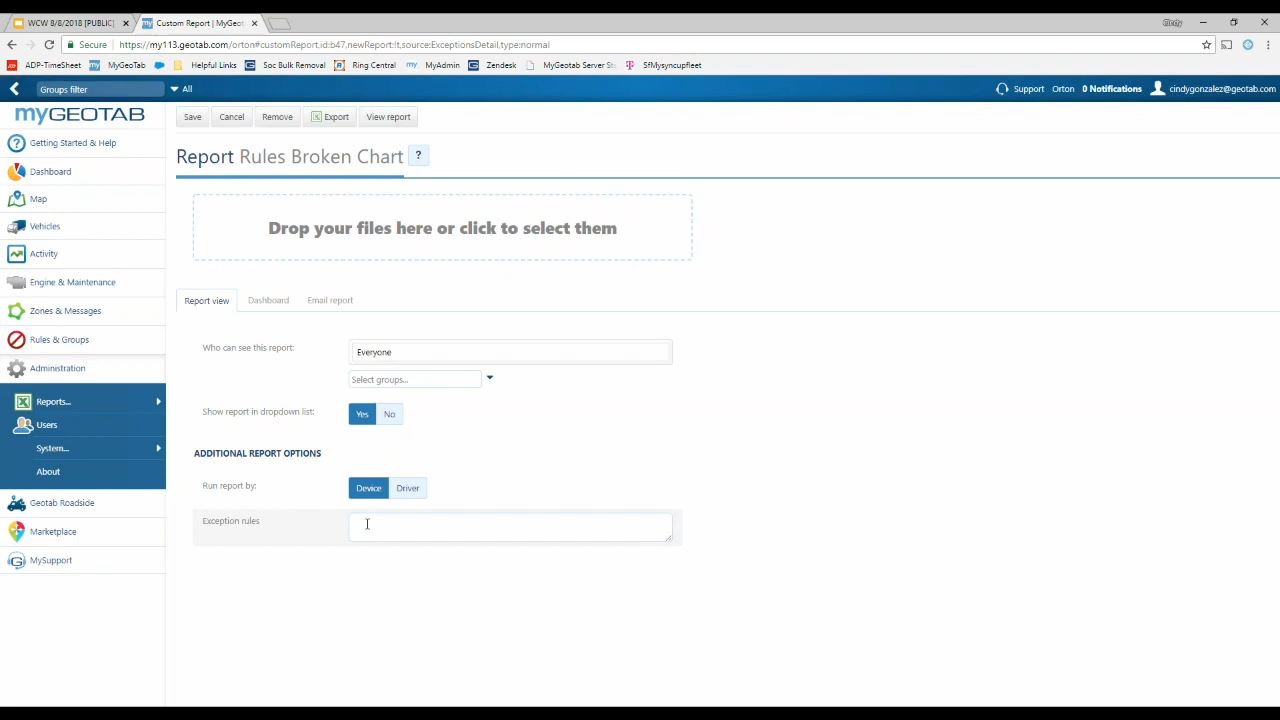 WCW 8/8/2018 [PUBLIC]
Custom Report | MyGeot
Cindy
Secure https://my113.geotab.com/orton#customReport,id:b47,newReport:!t,source:ExceptionsDetail,type:normal
ADP-TimeSheet MyGeoTab Helpful Links Soc Bulk Removal Ring Central MyAdmin Zendesk MyGeotab Server St SfMysyncupfleet
Groups filter All Support Orton 0 Notifications cindygonzalez@geotab.com
myGEOTAB
Save Cancel Remove Export View report
Getting Started & Help
Report Rules Broken Chart ?
Dashboard
Map
Vehicles
Drop your files here or click to select them
Activity
Engine & Maintenance
Report view Dashboard Email report
Zones & Messages
Rules & Groups
Who can see this report: Everyone
Administration
Select groups...
Reports...
Show report in dropdown list: Yes No
Users
System...
ADDITIONAL REPORT OPTIONS
About
Run report by: Device Driver
Geotab Roadside
Exception rules
Marketplace
MySupport